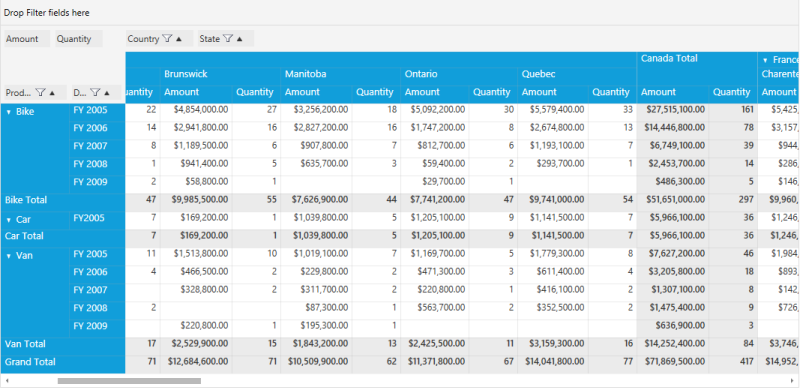 Drop Filter fields here
Amount Quantity Country State
Canada Total France
Brunswick Manitoba Ontario Quebec Charente
Prod... D... uantity Amount Quantity Amount Quantity Amount Quantity Amount Quantity Amount Quantity Amount
Bike FY 2005 22 $4,854,000.00 27 $3,256,200.00 18 $5,092,200.00 30 $5,579,400.00 33 $27,515,100.00 161 $5,425,
FY 2006 14 $2,941,800.00 16 $2,827,200.00 16 $1,747,200.00 8 $2,674,800.00 13 $14,446,800.00 78 $3,157,
FY 2007 8 $1,189,500.00 6 $907,800.00 7 $812,700.00 6 $1,193,100.00 7 $6,749,100.00 39 $944,
FY 2008 1 $941,400.00 5 $635,700.00 3 $59,400.00 2 $293,700.00 1 $2,453,700.00 14 $286,
FY 2009 2 $58,800.00 1 $29,700.00 1 $486,300.00 5 $146,
Bike Total 47 $9,985,500.00 55 $7,626,900.00 44 $7,741,200.00 47 $9,741,000.00 54 $51,651,000.00 297 $9,960,
Car FY2005 7 $169,200.00 1 $1,039,800.00 5 $1,205,100.00 9 $1,141,500.00 7 $5,966,100.00 36 $1,246,
Car Total 7 $169,200.00 1 $1,039,800.00 5 $1,205,100.00 9 $1,141,500.00 7 $5,966,100.00 36 $1,246,
Van FY 2005 11 $1,513,800.00 10 $1,019,100.00 7 $1,169,700.00 5 $1,779,300.00 8 $7,627,200.00 46 $1,984,
FY 2006 4 $466,500.00 2 $229,800.00 2 $471,300.00 3 $611,400.00 4 $3,205,800.00 18 $893,
FY 2007 $328,800.00 2 $311,700.00 2 $220,800.00 1 $416,100.00 2 $1,307,100.00 8 $142,
FY 2008 2 $87,300.00 1 $563,700.00 2 $352,500.00 2 $1,475,400.00 9 $726,
FY 2009 $220,800.00 1 $195,300.00 1 $636,900.00 3
Van Total 17 $2,529,900.00 15 $1,843,200.00 13 $2,425,500.00 11 $3,159,300.00 16 $14,252,400.00 84 $3,746,
Grand Total 71 $12,684,600.00 71 $10,509,900.00 62 $11,371,800.00 67 $14,041,800.00 77 $71,869,500.00 417 $14,952,